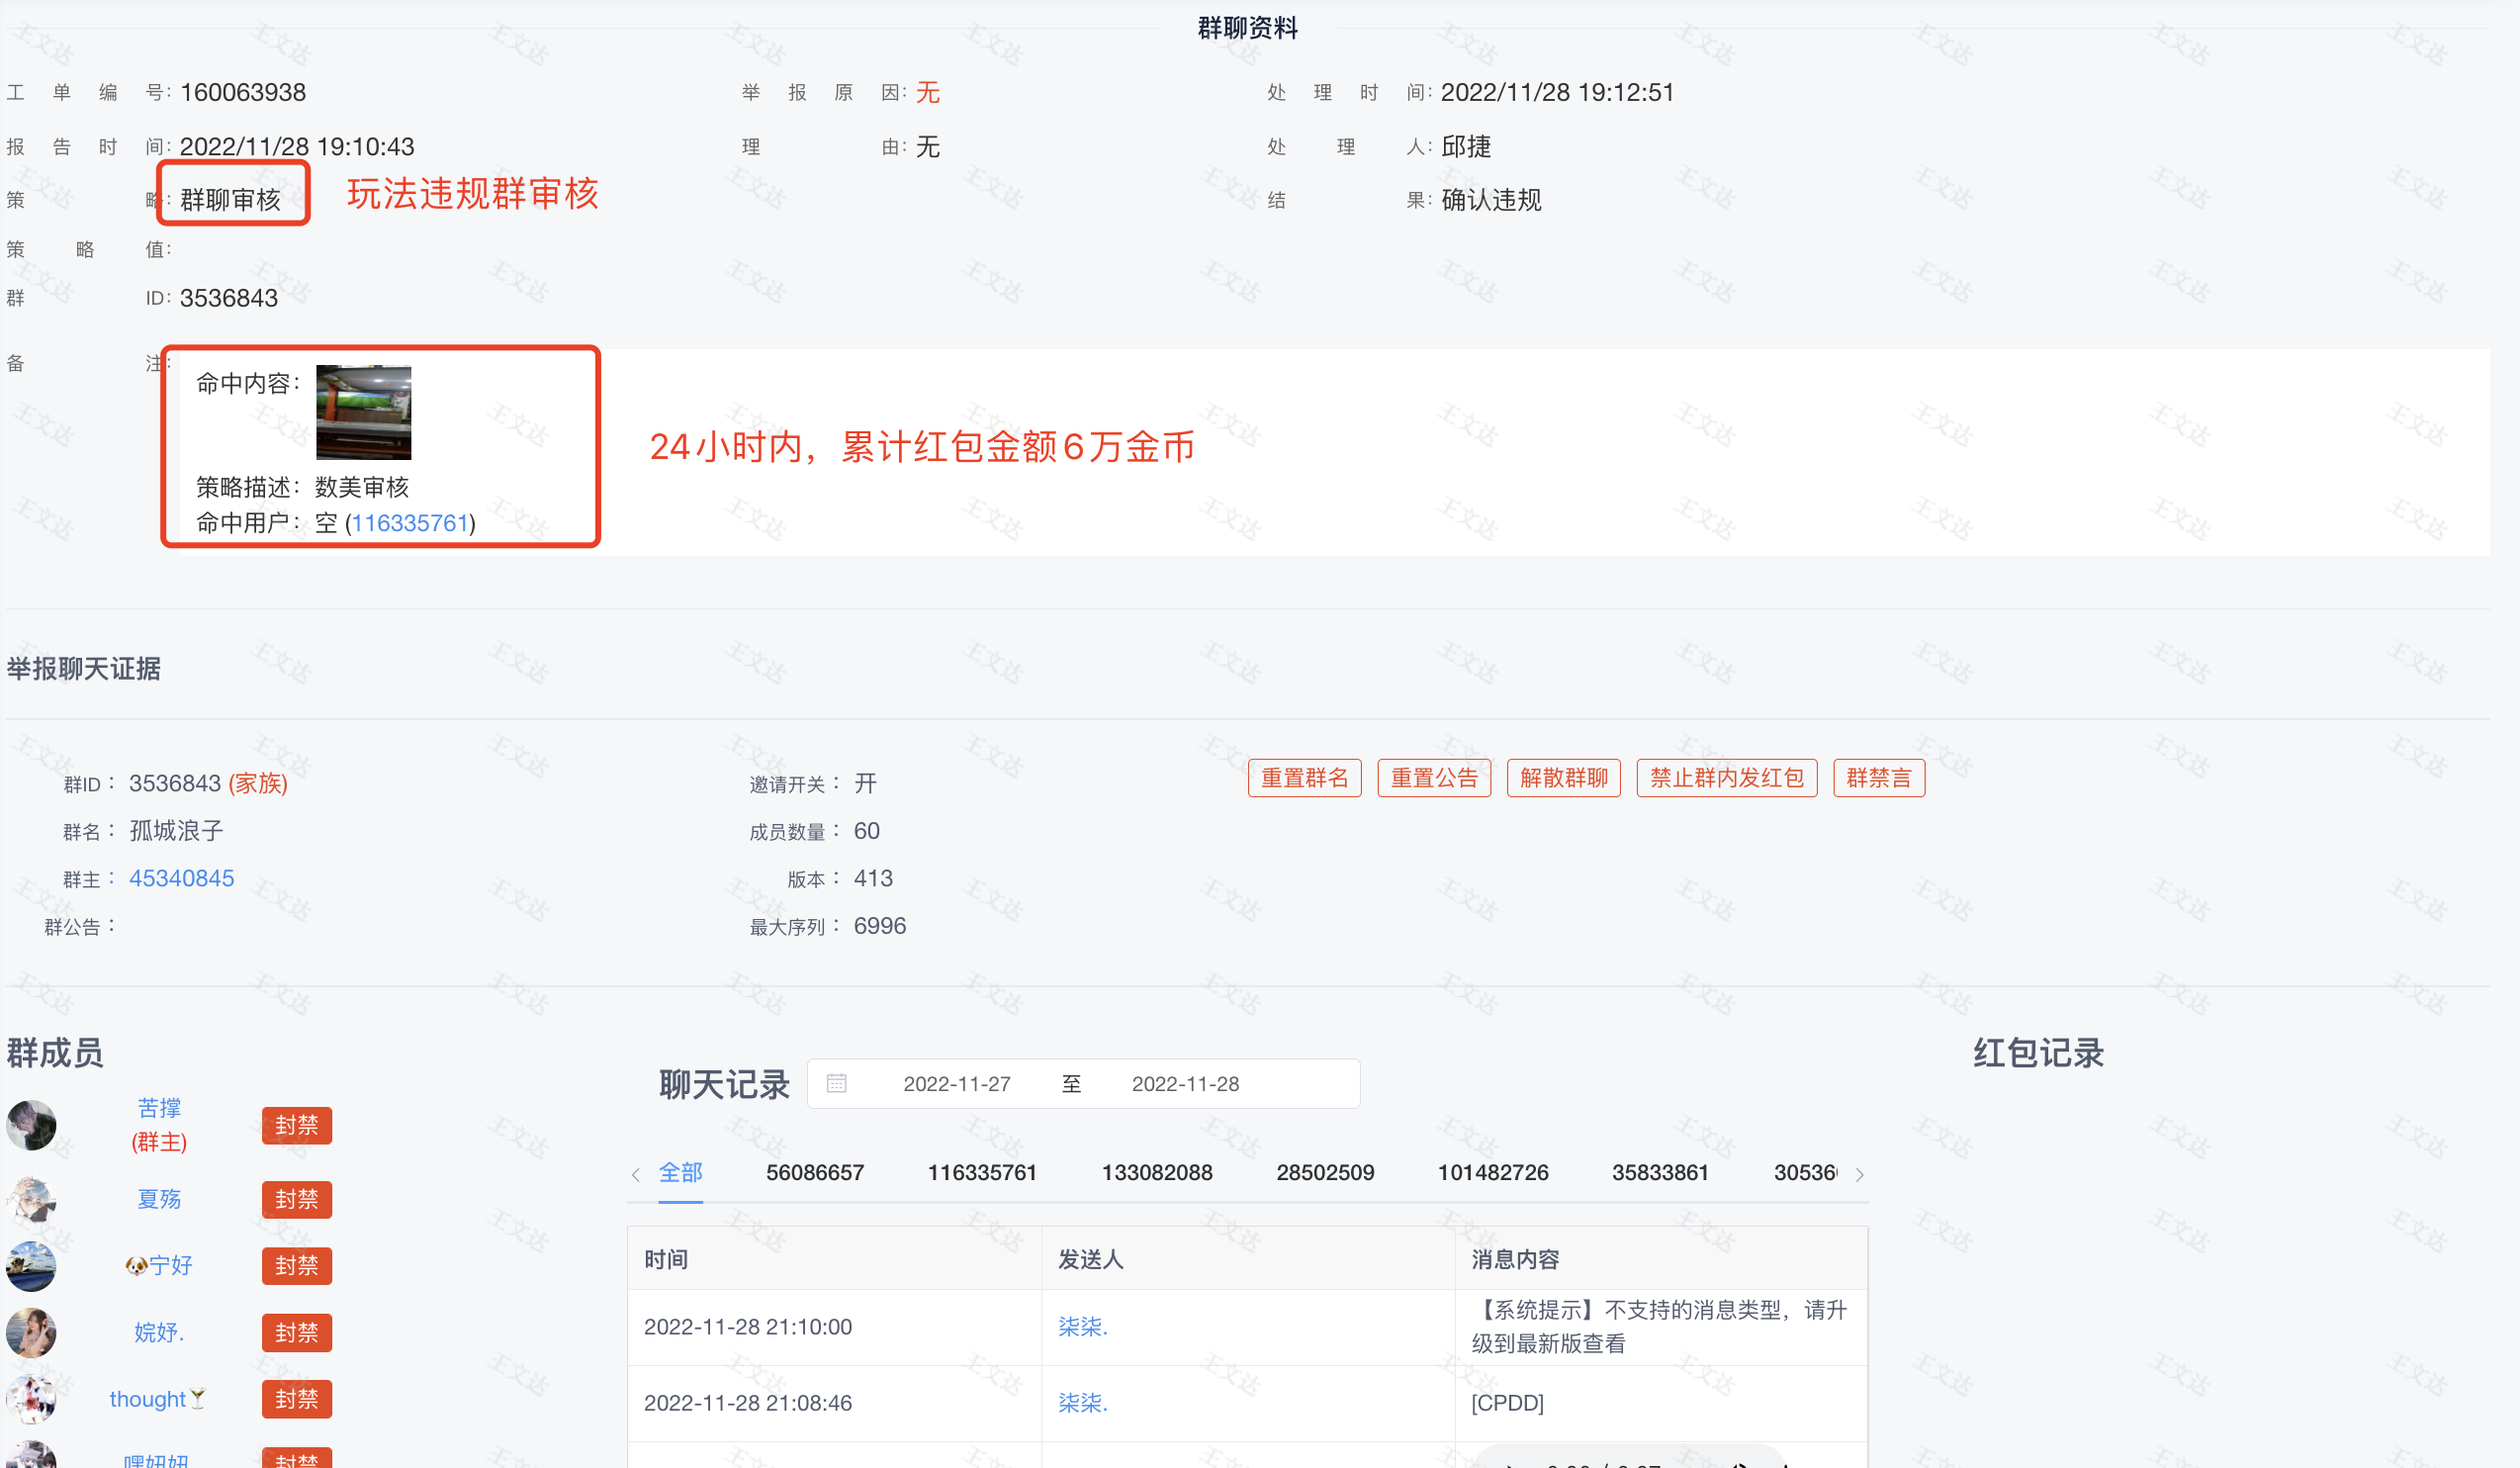 群聊资料
工单编号: 160063938 举报原因: 无 处理时间: 2022/11/28 19:12:51
报告时间: 2022/11/28 19:10:43 理由: 无 处理人: 邱捷
策略: 群聊审核 玩法违规群审核 结果: 确认违规
策略值:
群ID: 3536843
备注:
命中内容：
24小时内，累计红包金额6万金币
策略描述： 数美审核
命中用户： 空 (116335761)
举报聊天证据
群ID： 3536843 (家族) 邀请开关： 开 重置群名 重置公告 解散群聊 禁止群内发红包 群禁言
群名： 孤城浪子 成员数量： 60
群主： 45340845 版本： 413
群公告： 最大序列： 6996
群成员
苦撑
(群主)
封禁
夏殇 封禁
🐶宁好 封禁
婉妤. 封禁
thought🍸 封禁
嘿妞妞 封禁
聊天记录 2022-11-27 至 2022-11-28
全部 56086657 116335761 133082088 28502509 101482726 35833861 30536
时间 发送人 消息内容
2022-11-28 21:10:00 柒柒. 【系统提示】不支持的消息类型，请升
级到最新版查看
2022-11-28 21:08:46 柒柒. [CPDD]
0:00 / 0:07
红包记录
王文达